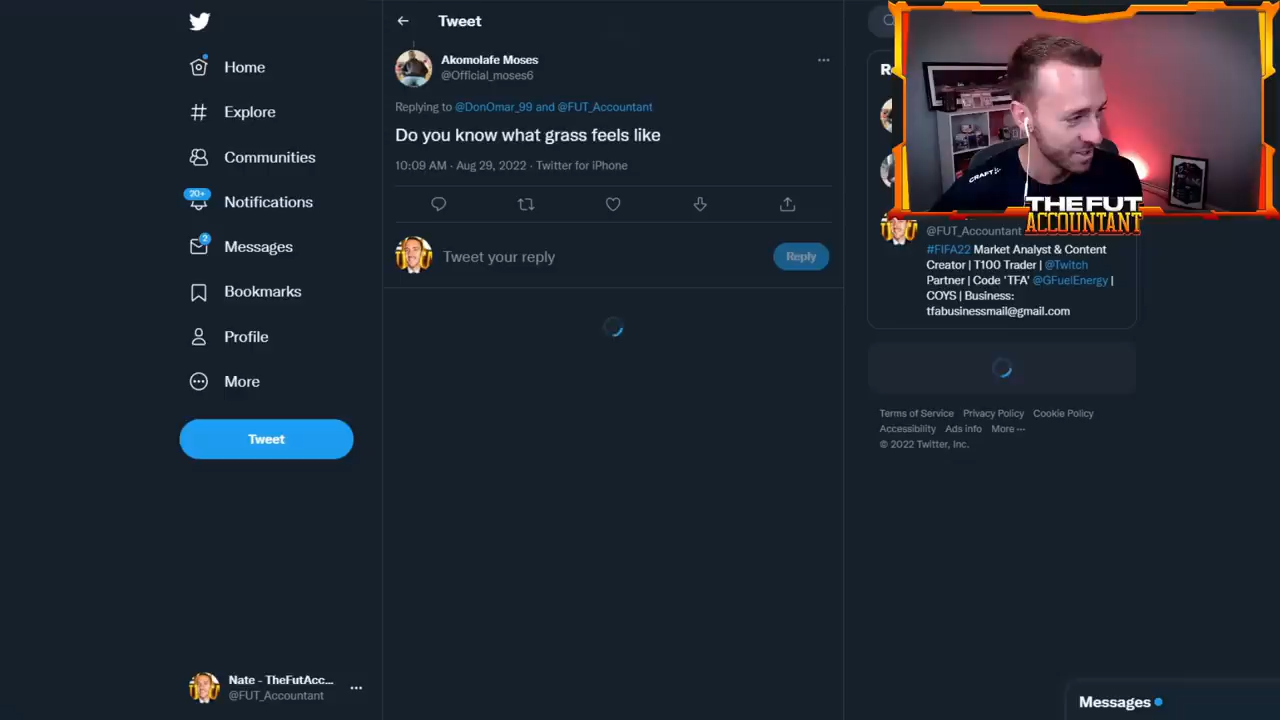 Tweet
Akomolafe Moses
@Official_moses6
Replying to @DonOmar_99 and @FUT_Accountant
Do you know what grass feels like
10:09 AM · Aug 29, 2022 · Twitter for iPhone
Tweet your reply
Reply
Home
Explore
Communities
20+
Notifications
2
Messages
Bookmarks
Profile
More
Tweet
Nate - TheFutAcc...
@FUT_Accountant
CRAFT
THE FUT
ACCOUNTANT
@FUT_Accountant
#FIFA22 Market Analyst & Content
Creator | T100 Trader | @Twitch
Partner | Code 'TFA' @GFuelEnergy |
COYS | Business:
tfabusinessmail@gmail.com
Terms of Service Privacy Policy Cookie Policy
Accessibility Ads info More ···
© 2022 Twitter, Inc.
Messages